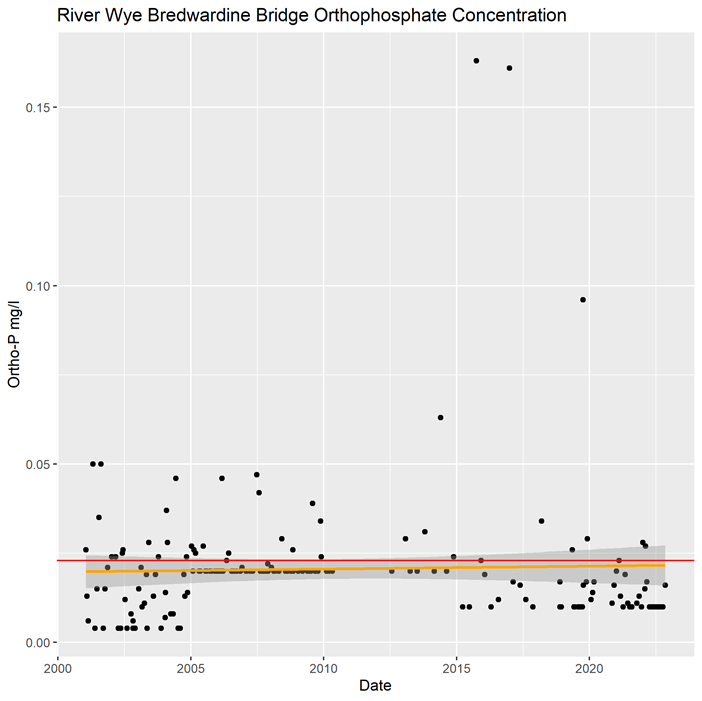 River Wye Bredwardine Bridge Orthophosphate Concentration
0.15
0.10
0.05
0.00
Ortho-P mg/l
2000 2005 2010 2015 2020
Date